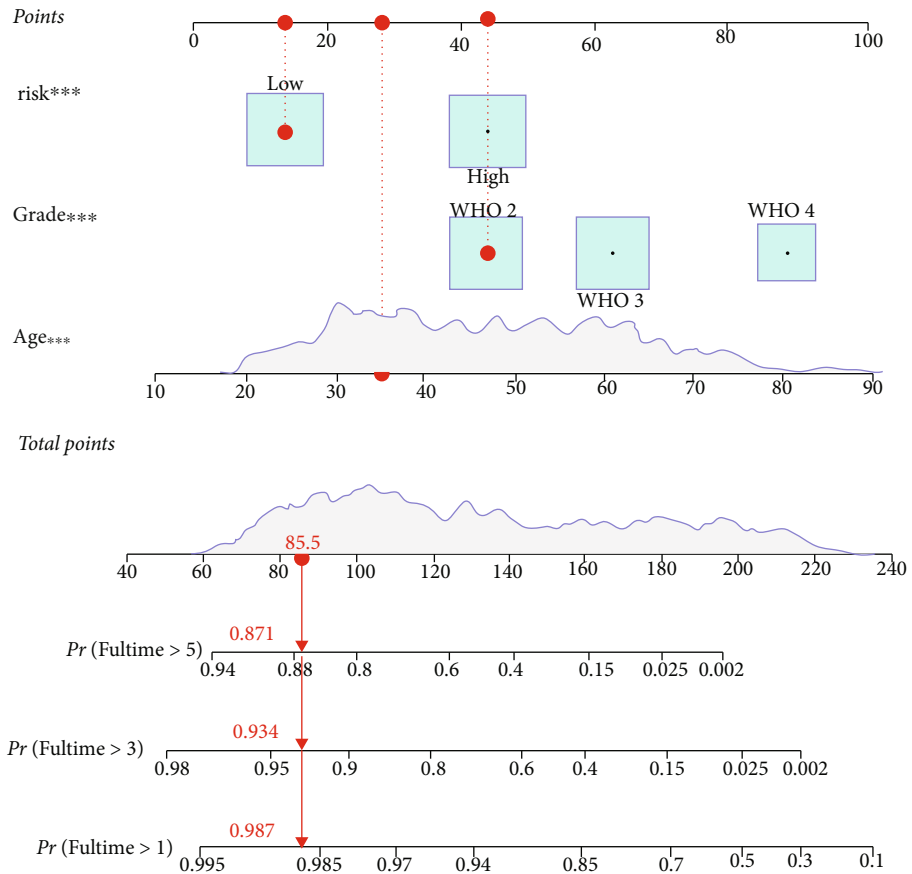 Points
0 20 40 60 80 100
risk***
Low
High
Grade***
WHO 2
WHO 3
WHO 4
Age***
10 20 30 40 50 60 70 80 90
Total points
85.5
40 60 80 100 120 140 160 180 200 220 240
0.871
Pr (Fultime > 5)
0.94 0.88 0.8 0.6 0.4 0.15 0.025 0.002
0.934
Pr (Fultime > 3)
0.98 0.95 0.9 0.8 0.6 0.4 0.15 0.025 0.002
0.987
Pr (Fultime > 1)
0.995 0.985 0.97 0.94 0.85 0.7 0.5 0.3 0.1